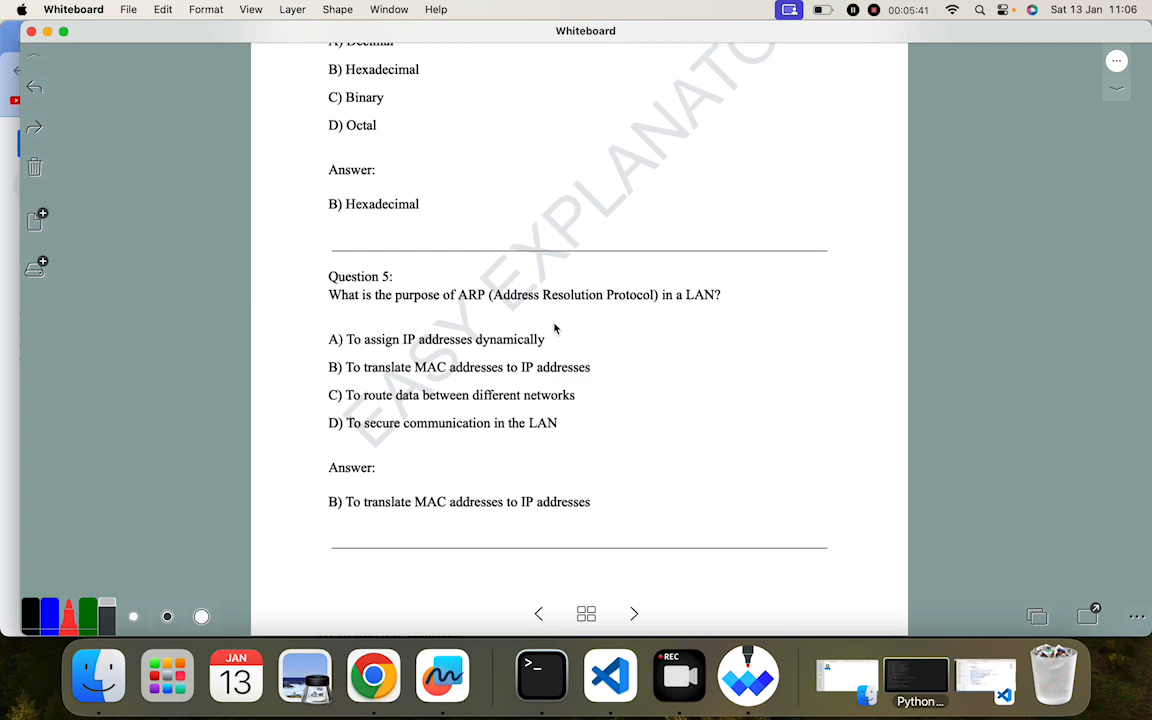 Whiteboard File Edit Format View Layer Shape Window Help 00:05:41 Sat 13 Jan 11:06
Whiteboard
A) Decimal
B) Hexadecimal
C) Binary
D) Octal
Answer:
B) Hexadecimal
Question 5:
What is the purpose of ARP (Address Resolution Protocol) in a LAN?
A) To assign IP addresses dynamically
B) To translate MAC addresses to IP addresses
C) To route data between different networks
D) To secure communication in the LAN
Answer:
B) To translate MAC addresses to IP addresses
EASY EXPLANATO
JAN
13
REC
Python...